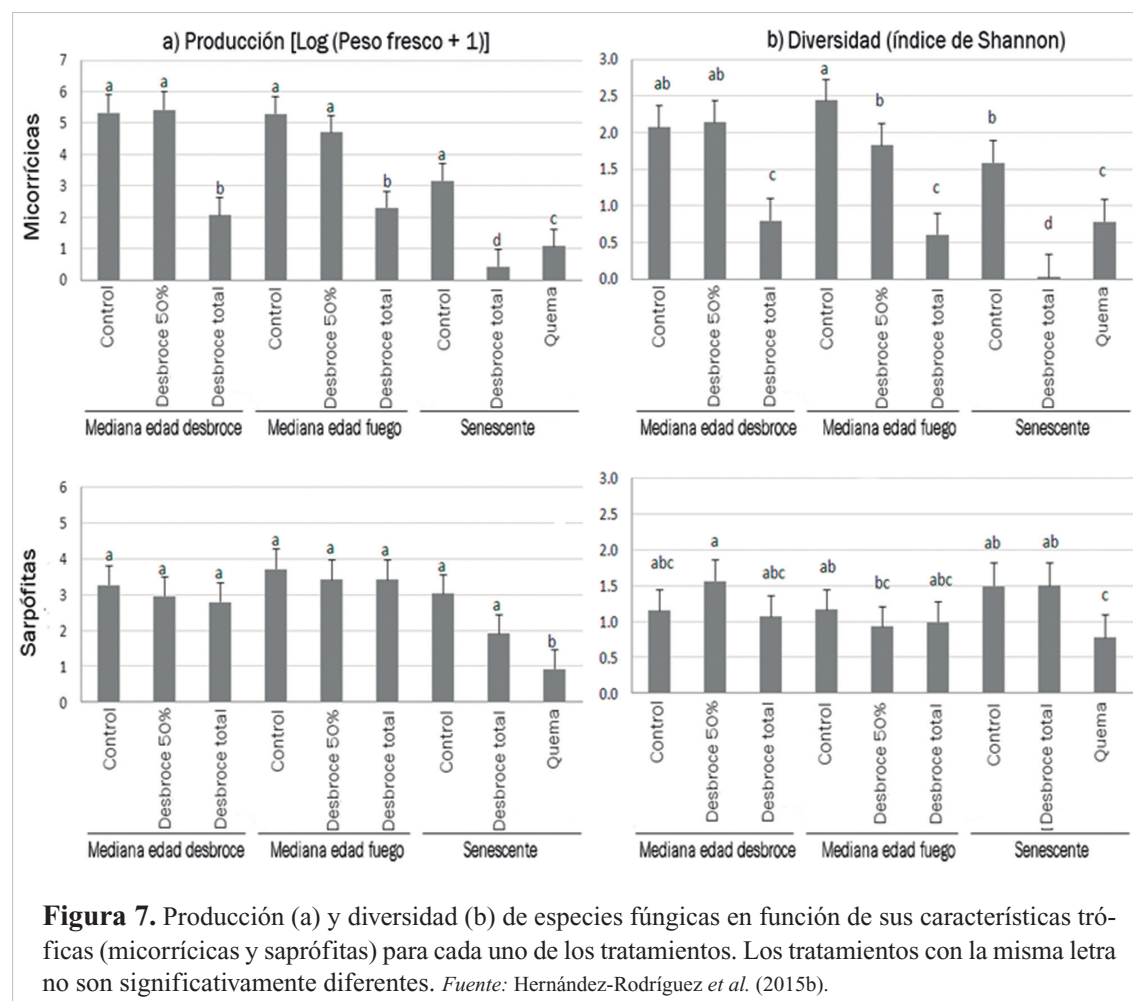 a) Producción [Log (Peso fresco + 1)]
Micorrícicas
7
6
5
4
3
2
1
0
a
a
b
a
a
b
a
d
c
Control
Desbroce 50%
Desbroce total
Control
Desbroce 50%
Desbroce total
Control
Desbroce total
Quema
Mediana edad desbroce
Mediana edad fuego
Senescente
b) Diversidad (índice de Shannon)
3.0
2.5
2.0
1.5
1.0
0.5
0.0
ab
ab
c
a
b
c
b
d
c
Control
Desbroce 50%
Desbroce total
Control
Desbroce 50%
Desbroce total
Control
Desbroce total
Quema
Mediana edad desbroce
Mediana edad fuego
Senescente
Sarpófitas
6
5
4
3
2
1
0
a
a
a
a
a
a
a
a
b
Control
Desbroce 50%
Desbroce total
Control
Desbroce 50%
Desbroce total
Control
Desbroce total
Quema
Mediana edad desbroce
Mediana edad fuego
Senescente
3.0
2.5
2.0
1.5
1.0
0.5
0.0
abc
a
abc
ab
bc
abc
ab
ab
c
Control
Desbroce 50%
Desbroce total
Control
Desbroce 50%
Desbroce total
Control
[Desbroce total
Quema
Mediana edad desbroce
Mediana edad fuego
Senescente
Figura 7. Producción (a) y diversidad (b) de especies fúngicas en función de sus características tró-
ficas (micorrícicas y saprófitas) para cada uno de los tratamientos. Los tratamientos con la misma letra
no son significativamente diferentes. Fuente: Hernández-Rodríguez et al. (2015b).